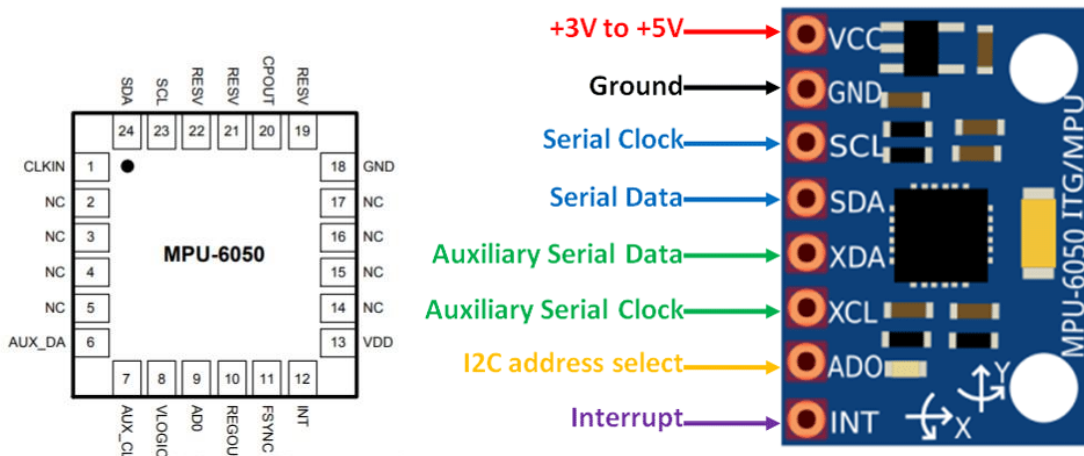 SDA
SCL
RESV
RESV
CPOUT
RESV
24
23
22
21
20
19
CLKIN
1
18
GND
NC
2
17
NC
NC
3
16
NC
NC
4
15
NC
NC
5
14
NC
AUX_DA
6
13
VDD
MPU-6050
7
8
9
10
11
12
AUX_CL
VLOGIC
AD0
REGOU
FSYNC
INT
+3V to +5V
Ground
Serial Clock
Serial Data
Auxiliary Serial Data
Auxiliary Serial Clock
I2C address select
Interrupt
VCC
GND
SCL
SDA
XDA
XCL
ADO
INT
X
Y
MPU-6050 ITG/MPU